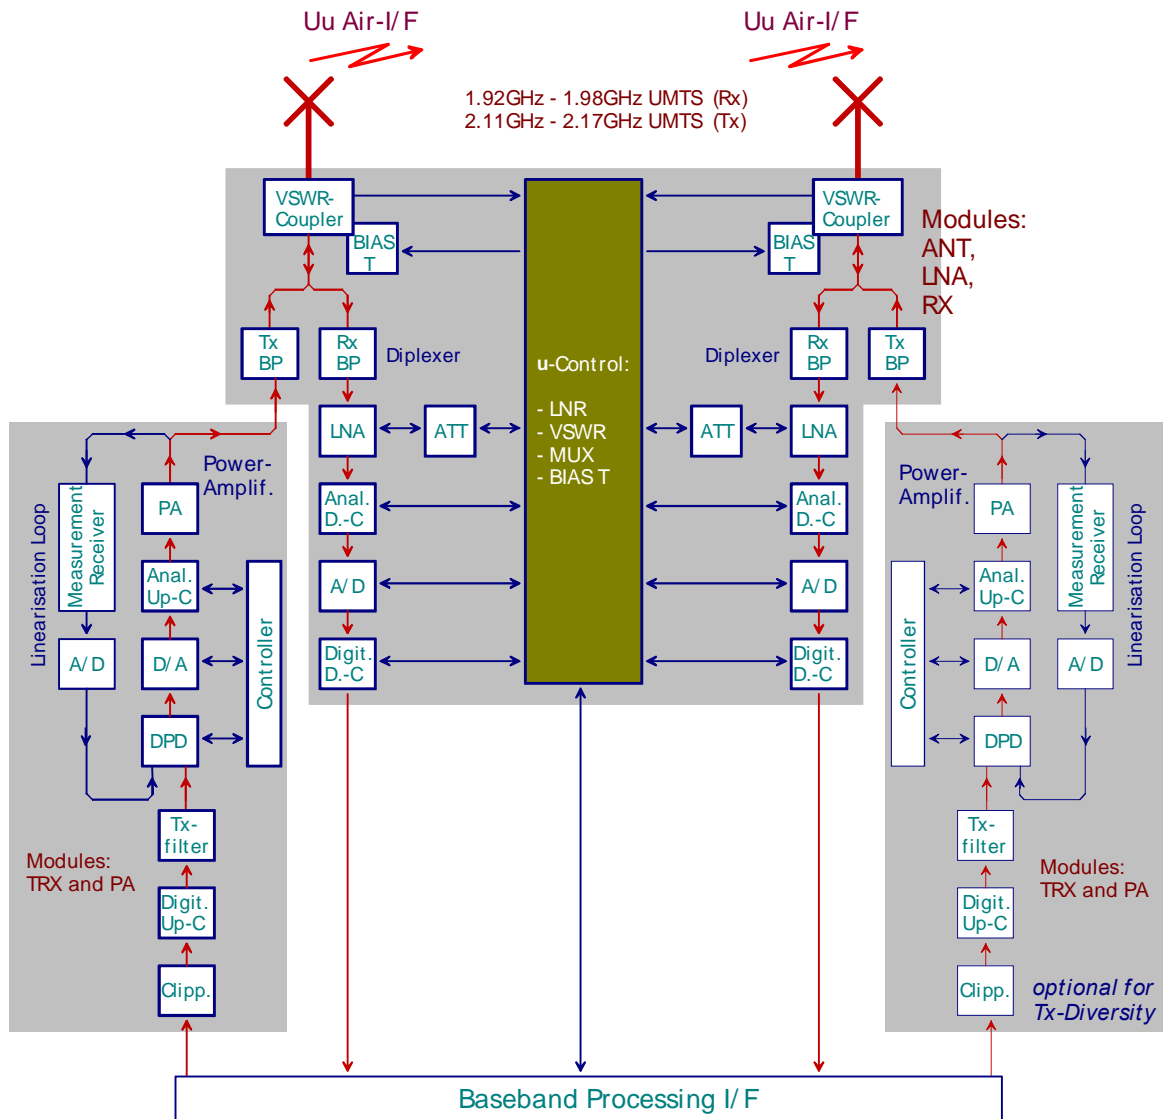 Uu Air-I/F
Uu Air-I/F
1.92GHz - 1.98GHz UMTS (Rx)
2.11GHz - 2.17GHz UMTS (Tx)
VSWR-
Coupler
BIAS
T
VSWR-
Coupler
BIAS
T
Modules:
ANT,
LNA,
RX
Tx
BP
Rx
BP
Diplexer
u-Control:
- LNR
- VSWR
- MUX
- BIAS T
Diplexer
Rx
BP
Tx
BP
LNA
ATT
ATT
LNA
Power-
Amplif.
PA
Anal.
D.-C
Anal.
D.-C
Power-
Amplif.
PA
Linearisation Loop
Measurement
Receiver
Anal.
Up-C
A/D
A/D
Anal.
Up-C
Measurement
Receiver
Linearisation Loop
A/D
D/A
Controller
Digit.
D.-C
Digit.
D.-C
Controller
D/A
A/D
DPD
DPD
Tx-
filter
Tx-
filter
Modules:
TRX and PA
Modules:
TRX and PA
Digit.
Up-C
Digit.
Up-C
Clipp.
Clipp.
optional for
Tx-Diversity
Baseband Processing I/F